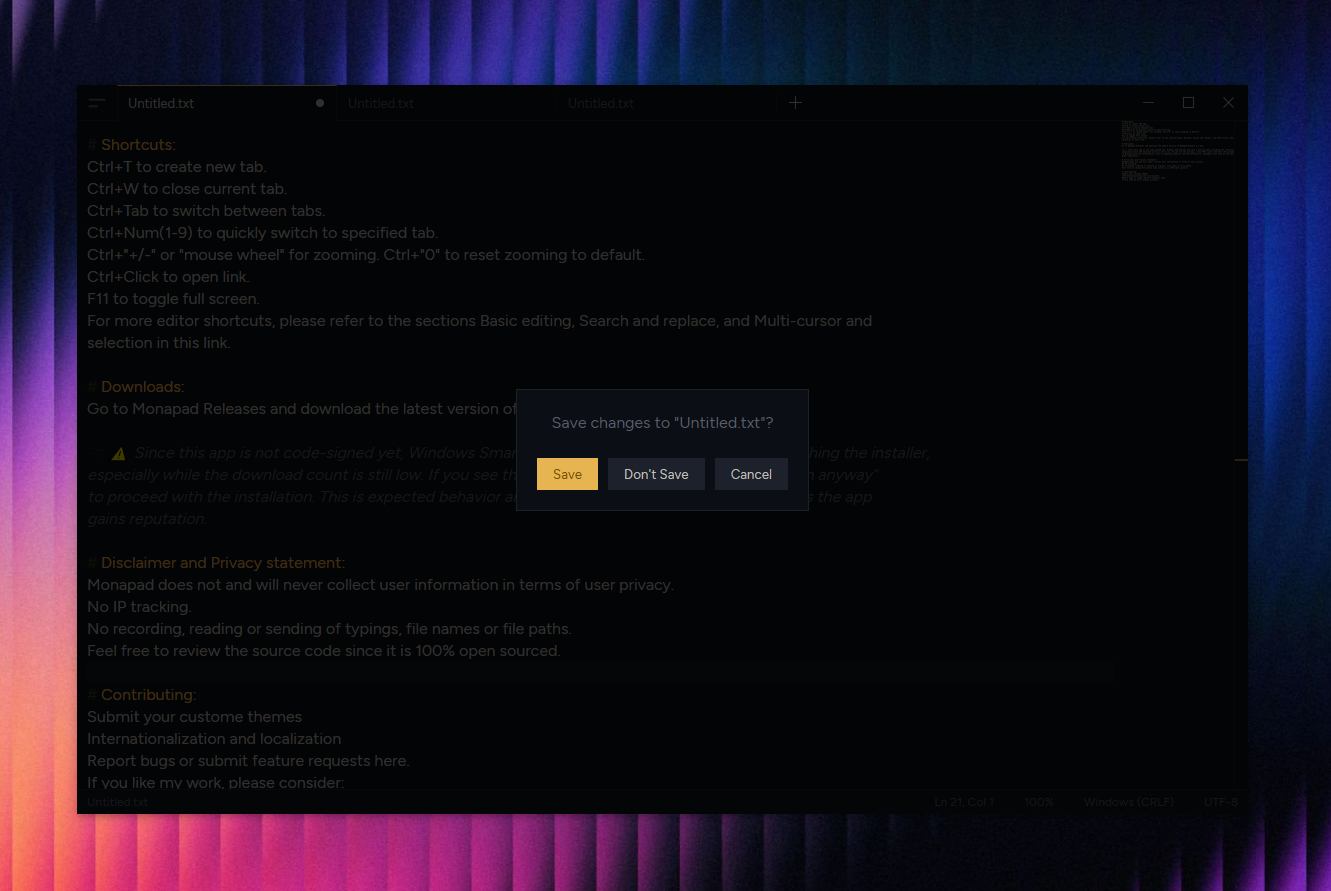 Untitled.txt
Untitled.txt
Untitled.txt
# Shortcuts:
Ctrl+T to create new tab.
Ctrl+W to close current tab.
Ctrl+Tab to switch between tabs.
Ctrl+Num(1-9) to quickly switch to specified tab.
Ctrl+"+/-" or "mouse wheel" for zooming. Ctrl+"0" to reset zooming to default.
Ctrl+Click to open link.
F11 to toggle full screen.
For more editor shortcuts, please refer to the sections Basic editing, Search and replace, and Multi-cursor and
selection in this link.
# Downloads:
Go to Monapad Releases and download the latest version of
Since this app is not code-signed yet, Windows Smar
the installer,
especially while the download count is still low. If you see th
anyway"
to proceed with the installation. This is expected behavior a
the app
gains reputation.
Save changes to "Untitled.txt"?
Save
Don't Save
Cancel
# Disclaimer and Privacy statement:
Monapad does not and will never collect user information in terms of user privacy.
No IP tracking.
No recording, reading or sending of typings, file names or file paths.
Feel free to review the source code since it is 100% open sourced.
# Contributing:
Submit your custome themes
Internationalization and localization
Report bugs or submit feature requests here.
If you like my work, please consider:
Untitled.txt
Ln 21, Col 1
100%
Windows (CRLF)
UTF-8